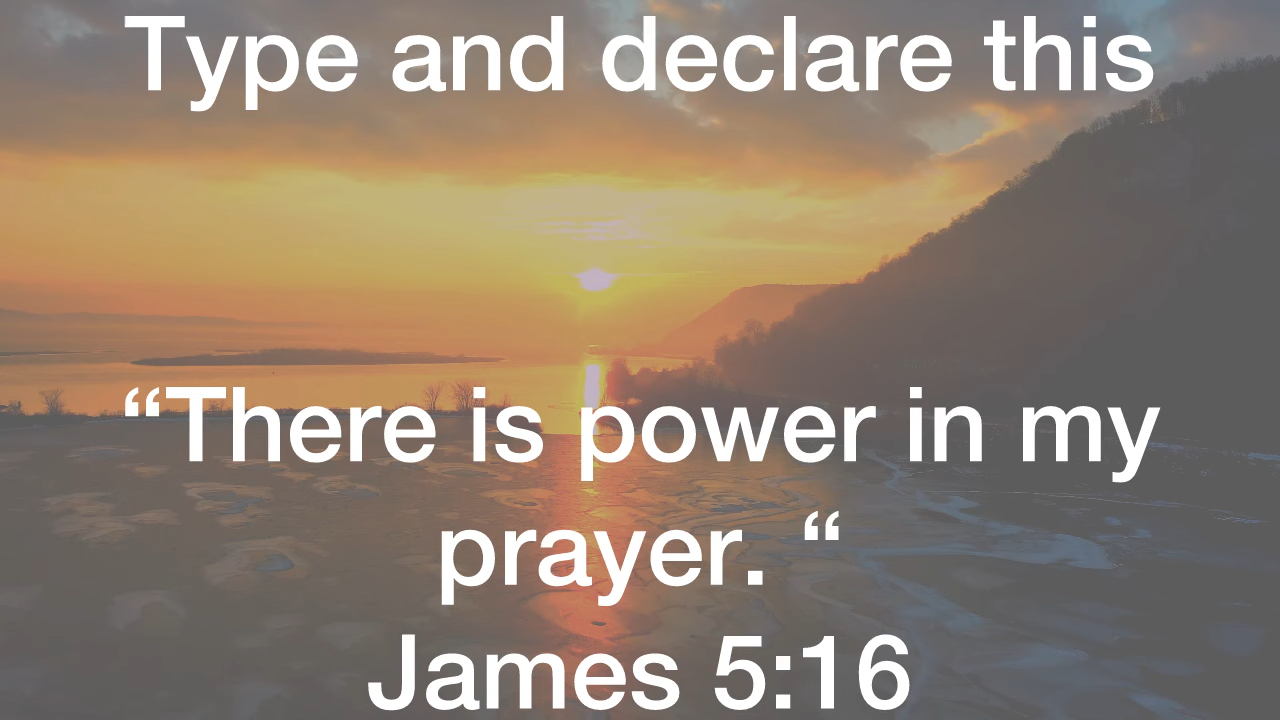 Type and declare this
“There is power in my
prayer. “
James 5:16